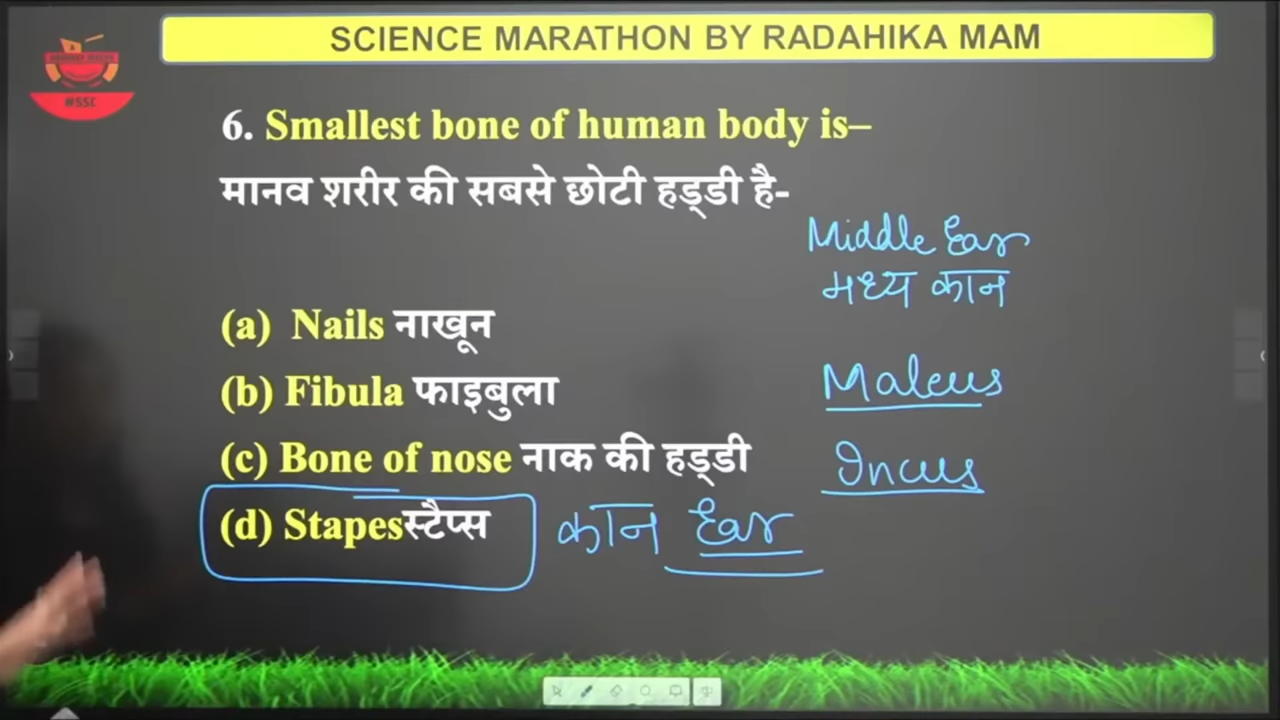 SCIENCE MARATHON BY RADAHIKA MAM
#SSC
6. Smallest bone of human body is–
मानव शरीर की सबसे छोटी हड्डी है-
Middle Ear
मध्य कान
(a) Nails नाखून
(b) Fibula फाइबुला
Maleus
(c) Bone of nose नाक की हड्डी
Incus
(d) Stapesस्टैप्स कान Ear